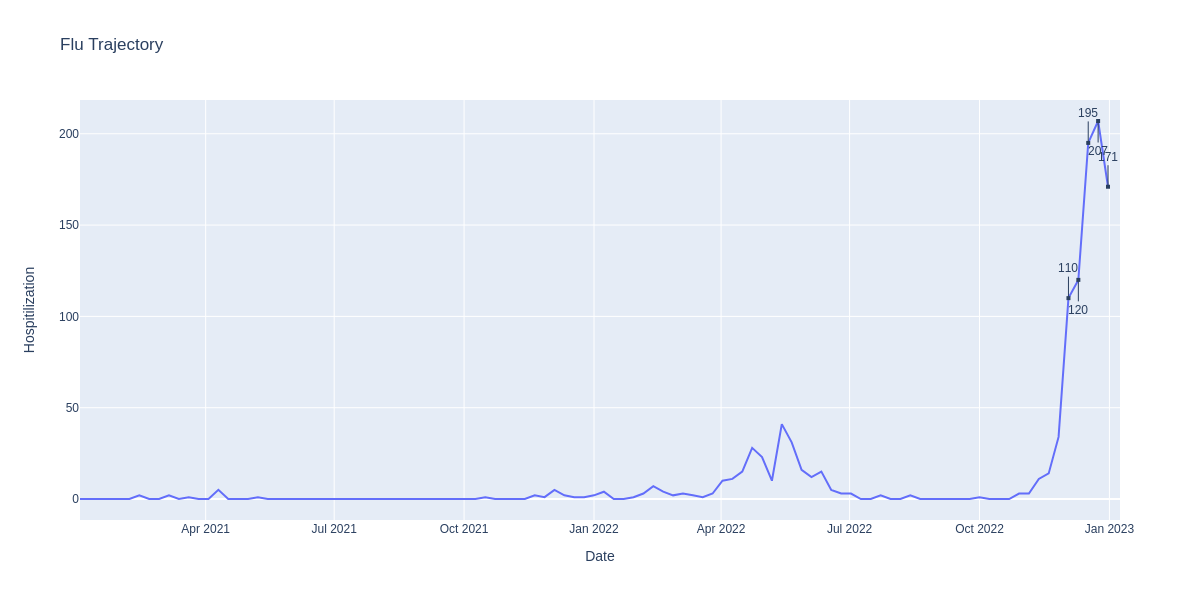 Flu Trajectory
Hospitilization
200
150
100
50
0
195
207
171
110
120
Apr 2021
Jul 2021
Oct 2021
Jan 2022
Apr 2022
Jul 2022
Oct 2022
Jan 2023
Date